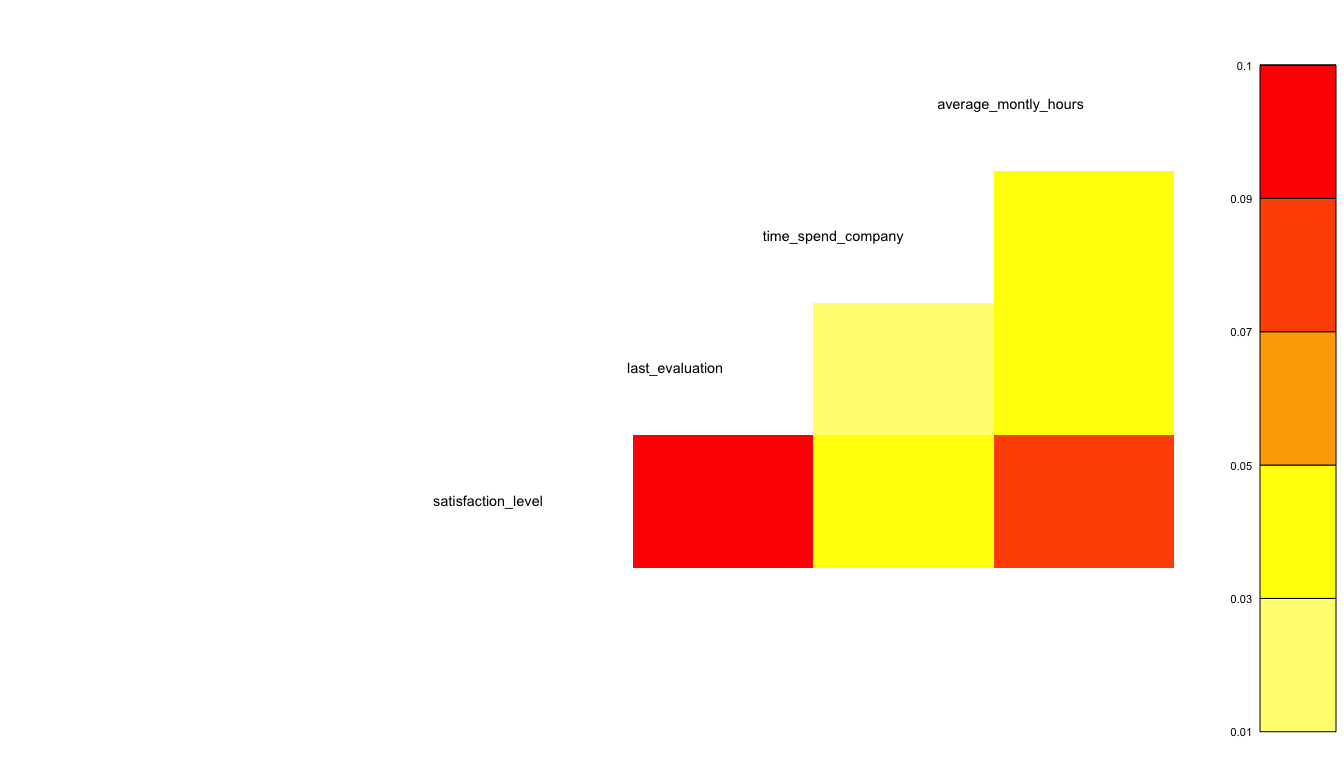 0.1
average_montly_hours
0.09
time_spend_company
0.07
last_evaluation
0.05
satisfaction_level
0.03
0.01